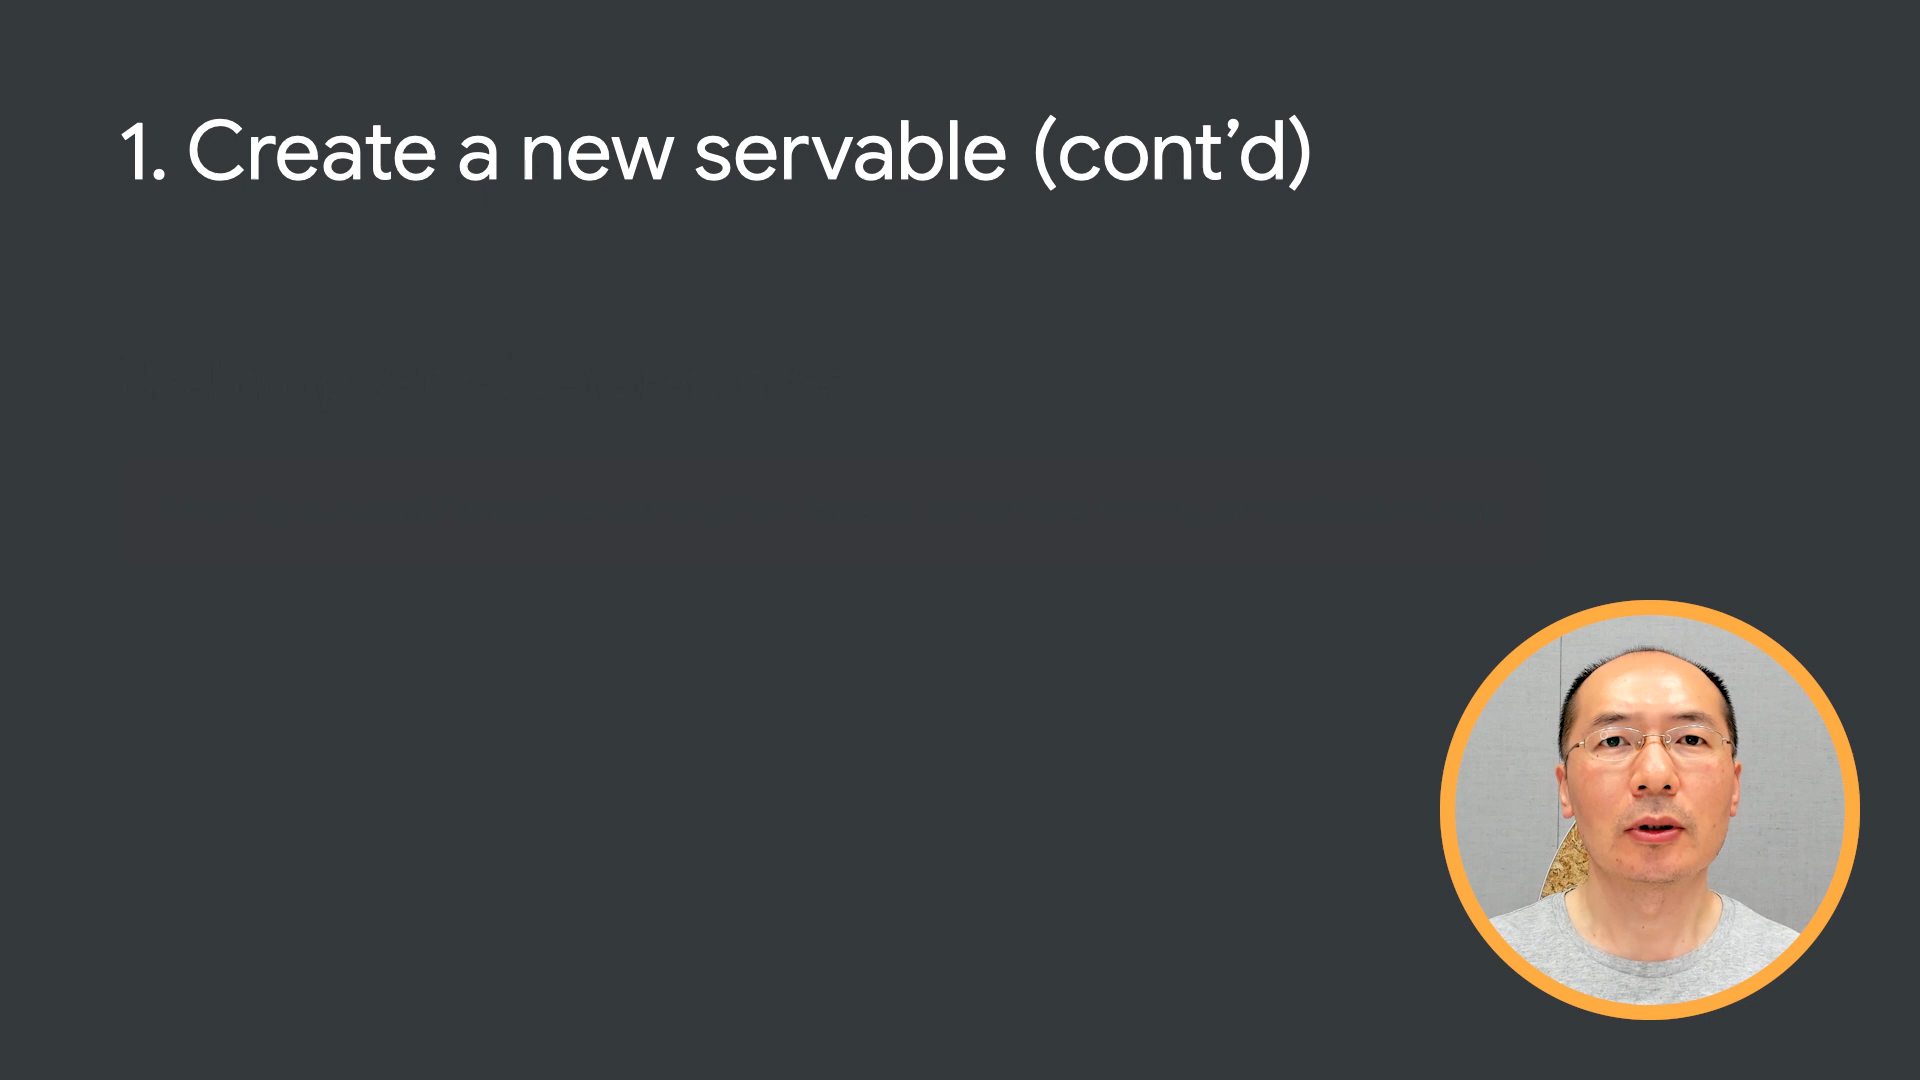 1. Create a new servable (cont’d)